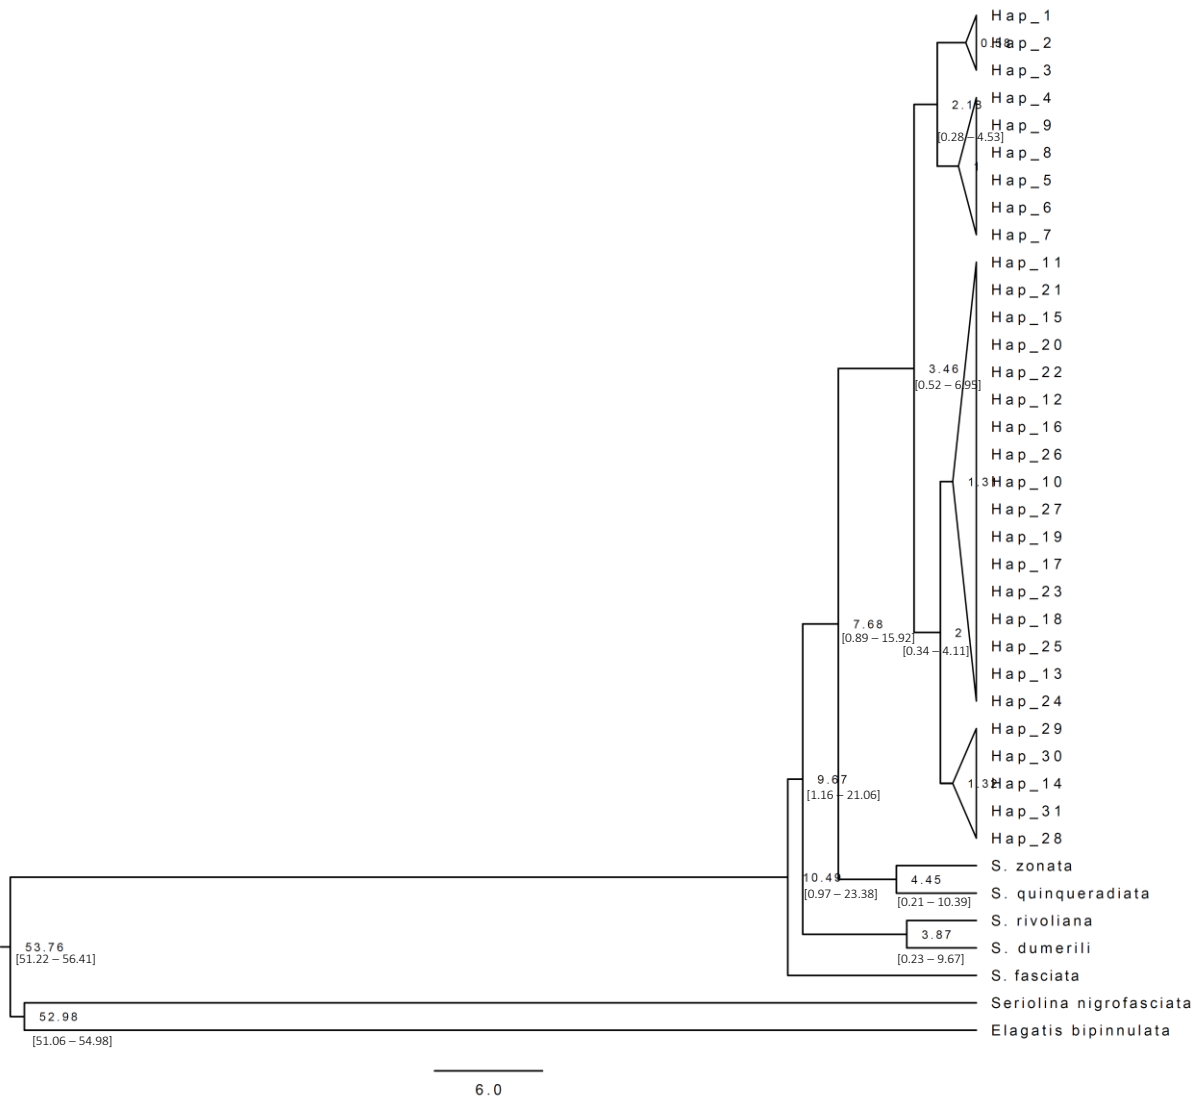 Hap_1
Hap_2
Hap_3
Hap_4
2.18
Hap_9
[0.28 – 4.53]
Hap_8
1
Hap_5
Hap_6
Hap_7
Hap_11
Hap_21
Hap_15
Hap_20
3.46
Hap_22
[0.52 – 6.95]
Hap_12
Hap_16
Hap_26
Hap_10
Hap_27
Hap_19
Hap_17
Hap_23
Hap_18
7.68
2
[0.89 – 15.92]
Hap_25
[0.34 – 4.11]
Hap_13
Hap_24
Hap_29
Hap_30
9.67
1.32
Hap_14
[1.16 – 21.06]
Hap_31
Hap_28
S. zonata
10.49
4.45
[0.97 – 23.38]
S. quinqueradiata
[0.21 – 10.39]
S. rivoliana
3.87
53.76
S. dumerili
[51.22 – 56.41]
[0.23 – 9.67]
S. fasciata
Seriolina nigrofasciata
52.98
Elagatis bipinnulata
[51.06 – 54.98]
6.0